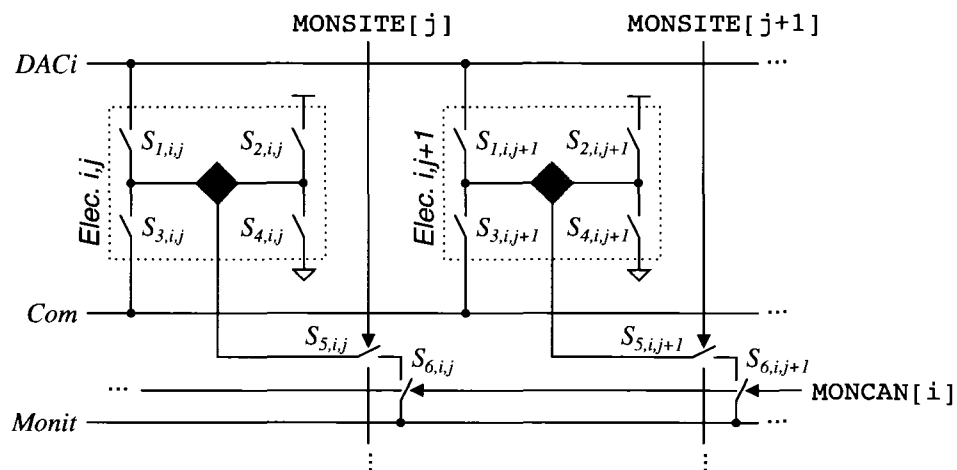 MONSITE[j] MONSITE[j+1]
DACi ...
S1,i,j S2,i,j S1,i,j+1 S2,i,j+1
Elec. i,j Elec. i,j+1
S3,i,j S4,i,j S3,i,j+1 S4,i,j+1
Com ...
S5,i,j S5,i,j+1
S6,i,j S6,i,j+1
... MONCAN[i]
Monit ...